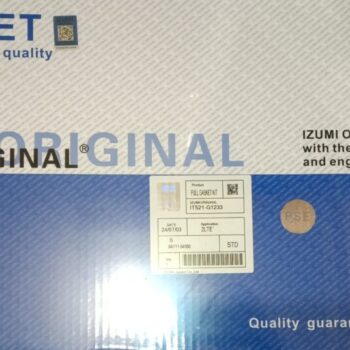 ET
quality
ORIGINAL
GINAL®
IZUMI O
with the
and eng
Product
FULL GASKET KIT
IZUMI ORIGINAL
ITS21-G1233
DATE
Application
24/07/03
2LTE
STD
PSE
Quality guaran